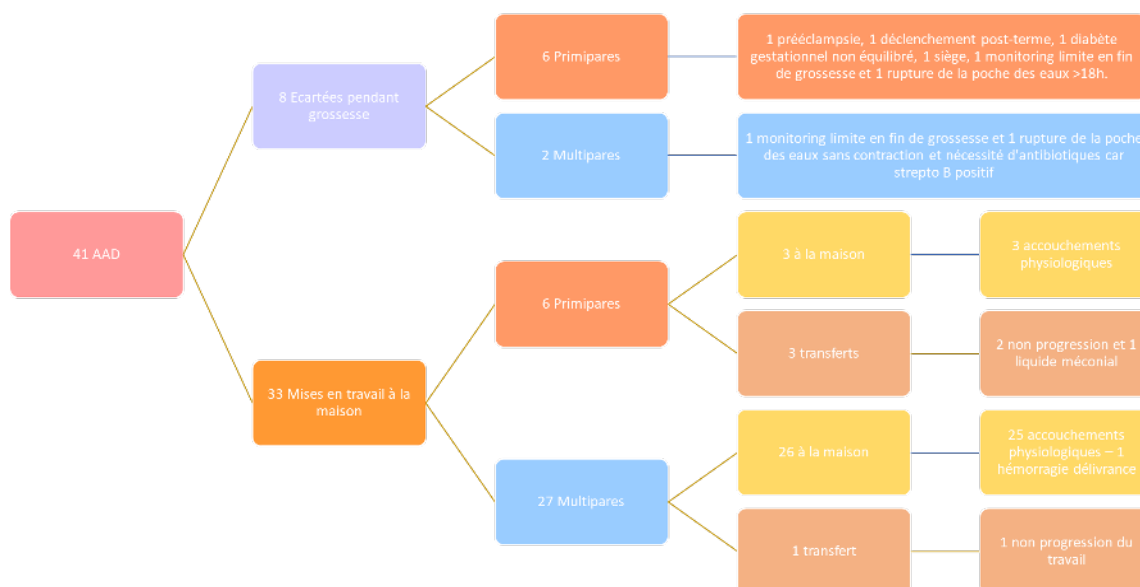 41 AAD
8 Ecartées pendant
grossesse
6 Primipares
1 prééclampsie, 1 déclenchement post-terme, 1 diabète
gestationnel non équilibré, 1 siège, 1 monitoring limite en fin
de grossesse et 1 rupture de la poche des eaux >18h.
2 Multipares
1 monitoring limite en fin de grossesse et 1 rupture de la poche
des eaux sans contraction et nécessité d'antibiotiques car
strepto B positif
33 Mises en travail à la
maison
6 Primipares
3 à la maison
3 accouchements
physiologiques
3 transferts
2 non progression et 1
liquide méconial
27 Multipares
26 à la maison
25 accouchements
physiologiques – 1
hémorragie délivrance
1 transfert
1 non progression du
travail